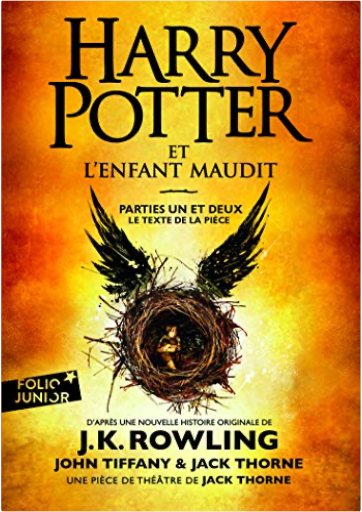 HARRY
POTTER
ET
L'ENFANT MAUDIT
PARTIES UN ET DEUX
LE TEXTE DE LA PIÈCE
FOLIO
JUNIOR
D'APRÈS UNE NOUVELLE HISTOIRE ORIGINALE DE
J.K. ROWLING
JOHN TIFFANY & JACK THORNE
UNE PIÈCE DE THÉÂTRE DE JACK THORNE